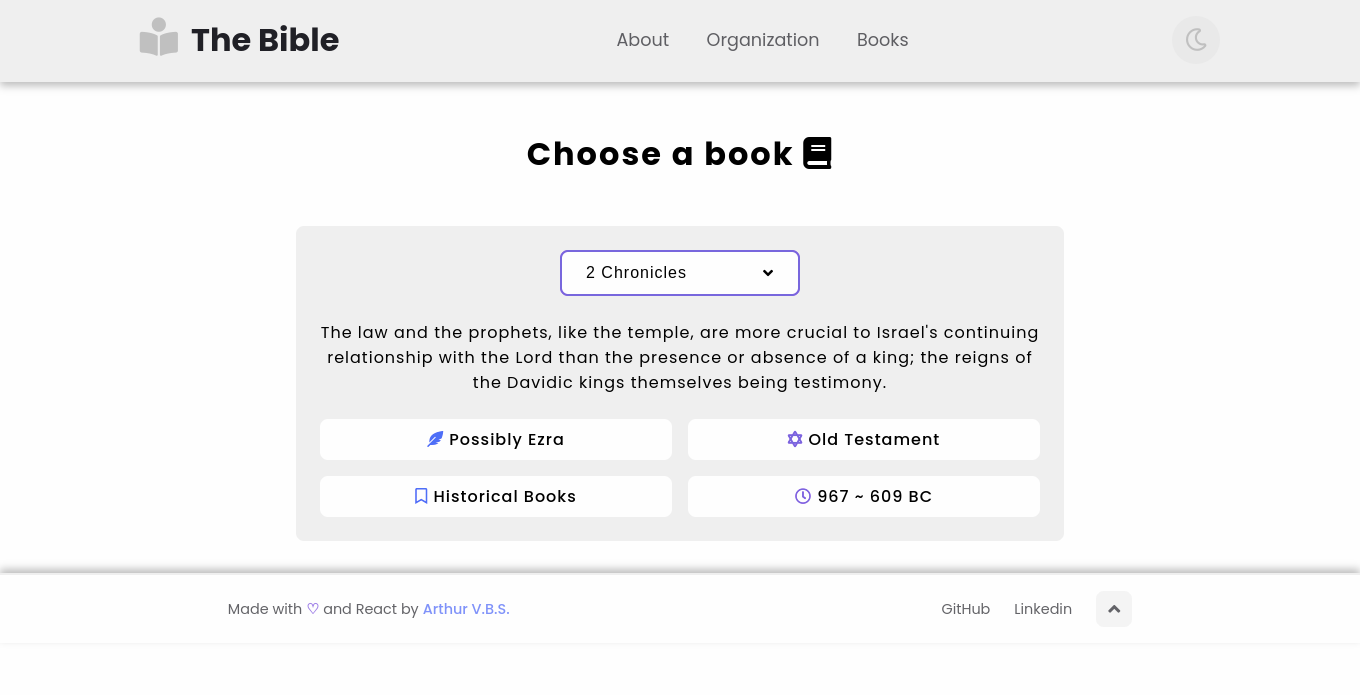 The Bible
About
Organization
Books
Choose a book
2 Chronicles
The law and the prophets, like the temple, are more crucial to Israel's continuing
relationship with the Lord than the presence or absence of a king; the reigns of
the Davidic kings themselves being testimony.
Possibly Ezra
Old Testament
Historical Books
967 ~ 609 BC
Made with ♡ and React by Arthur V.B.S.
GitHub
Linkedin